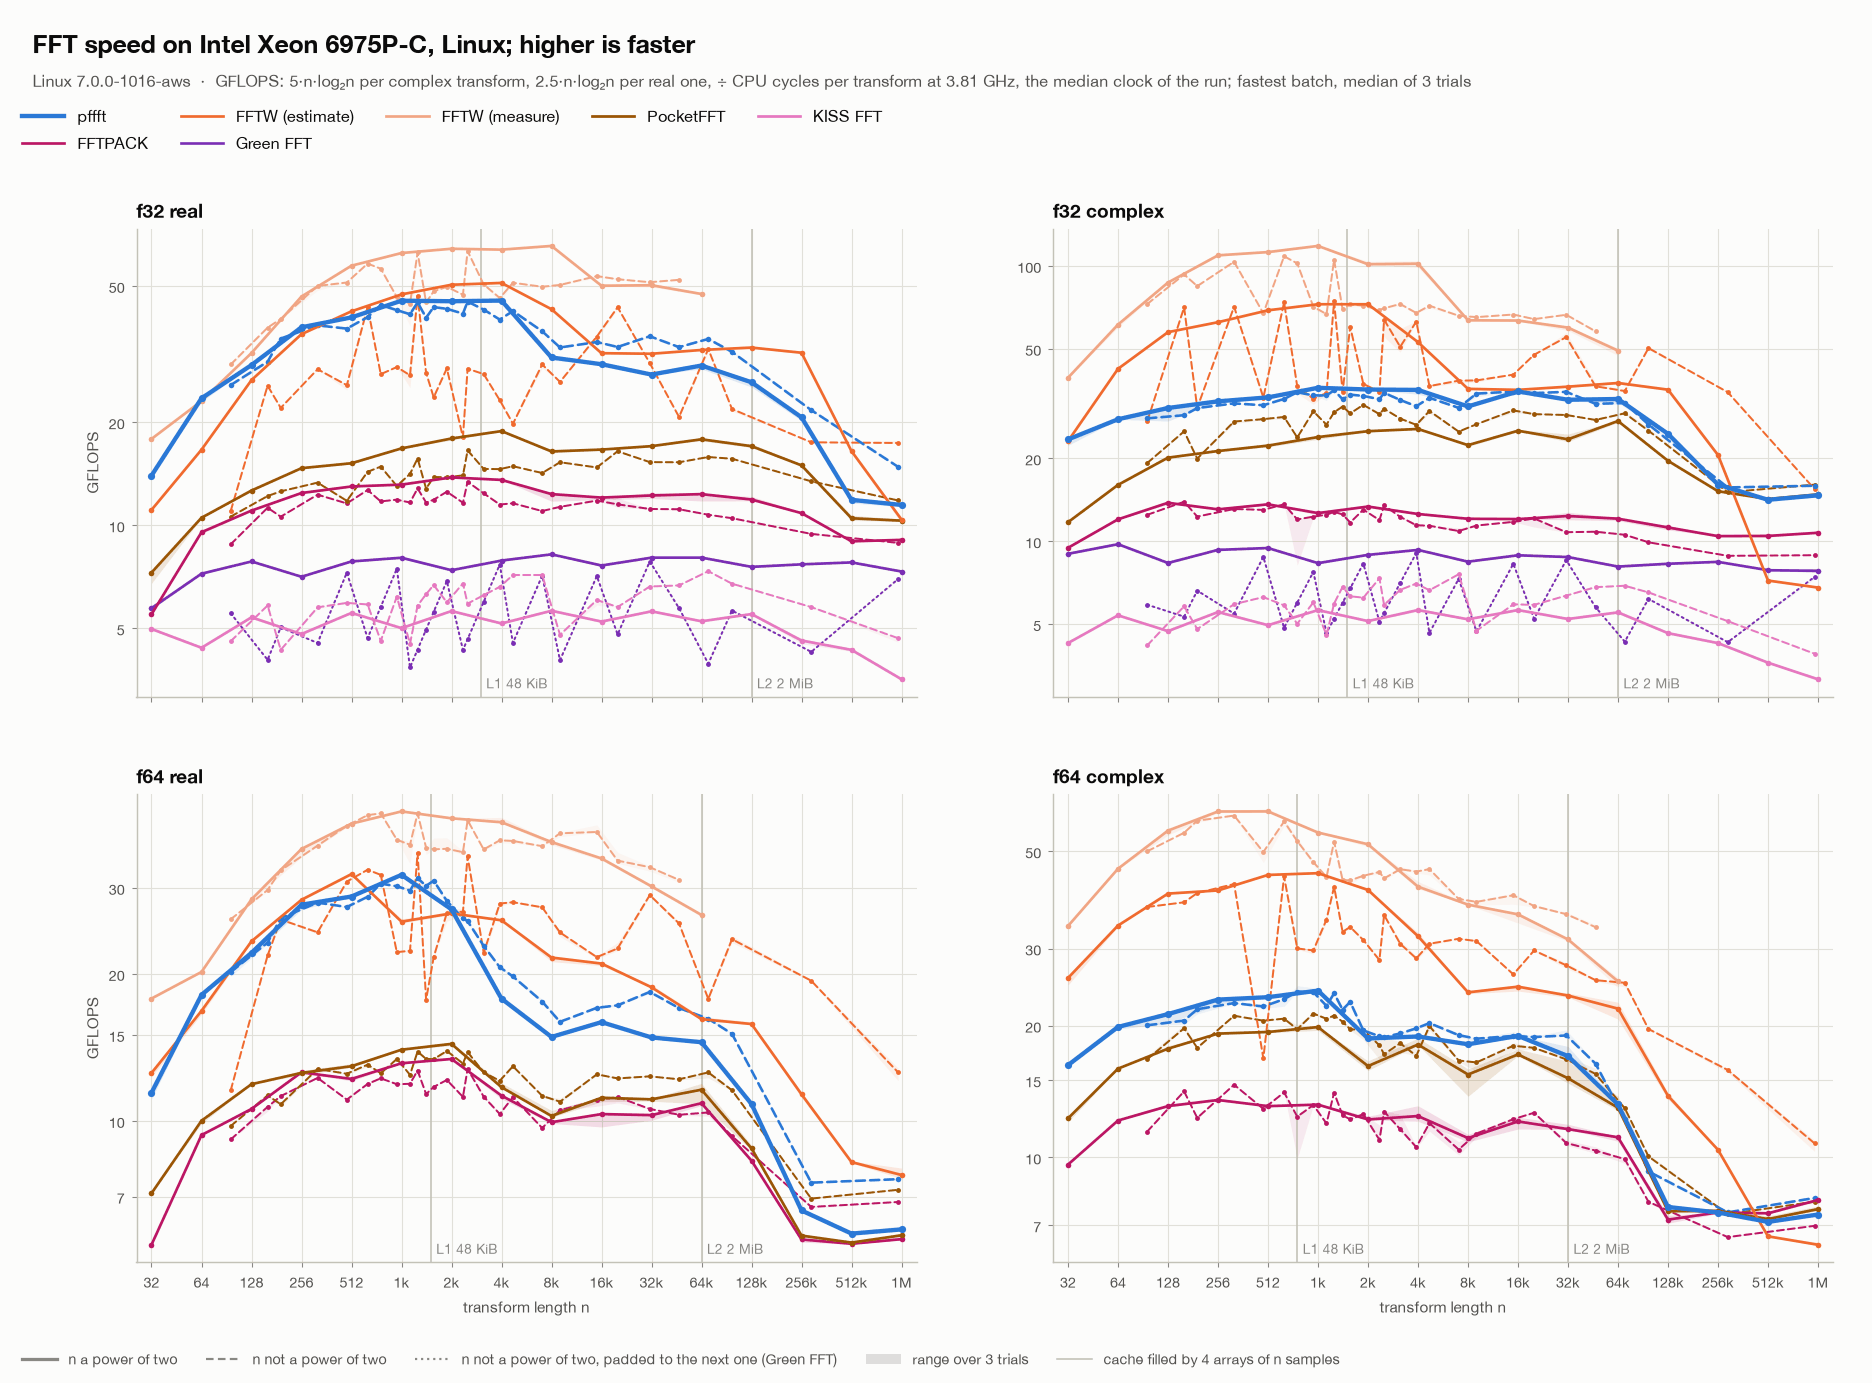 FFT speed on Intel Xeon 6975P-C, Linux; higher is faster
Linux 7.0.0-1016-aws · GFLOPS: 5·n·log₂n per complex transform, 2.5·n·log₂n per real one, ÷ CPU cycles per transform at 3.81 GHz, the median clock of the run; fastest batch, median of 3 trials
pffft FFTW (estimate) FFTW (measure) PocketFFT KISS FFT
FFTPACK Green FFT
f32 real
50
20
10
5
GFLOPS
L1 48 KiB
L2 2 MiB
f32 complex
100
50
20
10
5
L1 48 KiB
L2 2 MiB
f64 real
30
20
15
10
7
GFLOPS
L1 48 KiB
L2 2 MiB
32 64 128 256 512 1k 2k 4k 8k 16k 32k 64k 128k 256k 512k 1M
transform length n
f64 complex
50
30
20
15
10
7
L1 48 KiB
L2 2 MiB
32 64 128 256 512 1k 2k 4k 8k 16k 32k 64k 128k 256k 512k 1M
transform length n
n a power of two n not a power of two n not a power of two, padded to the next one (Green FFT) range over 3 trials cache filled by 4 arrays of n samples